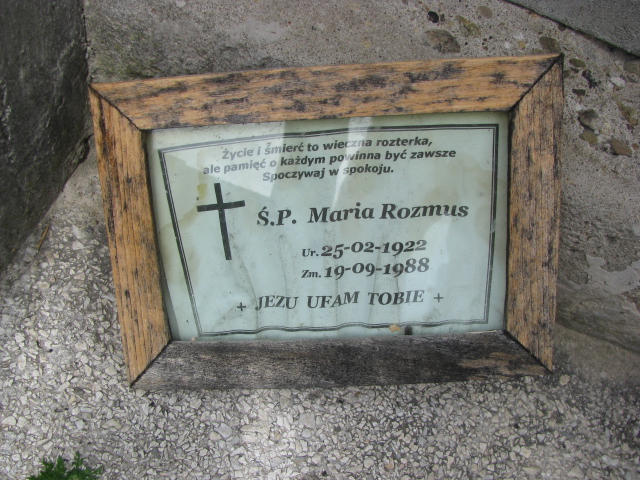 Życie i śmierć to wieczna rozterka,
ale pamięć o każdym powinna być zawsze
Spoczywaj w spokoju.
Ś.P. Maria Rozmus
Ur. 25-02-1922
Zm. 19-09-1988
+ JEZU UFAM TOBIE +